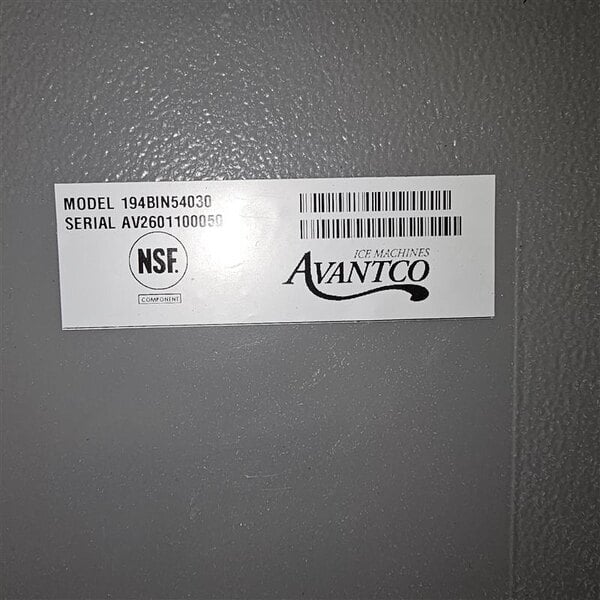 MODEL 194BIN54030
SERIAL AV2601100050
NSF.
COMPONENT
ICE MACHINES
AVANTCO